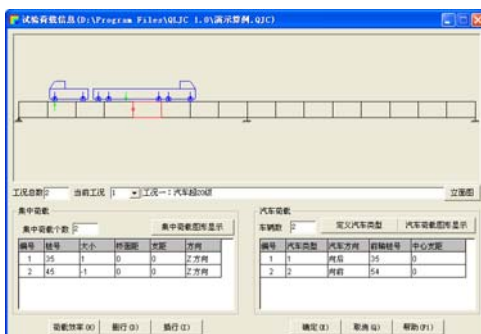 试验荷载信息(D:\Program Files\QLJC 1.0\演示算例.QJC)
工况总数 2 当前工况 1 工况一：汽车超20级 立面图
集中荷载
集中荷载个数 2 集中荷载图形显示
编号 桩号 大小 桥面距 支距 方向
1 35 1 0 0 Z方向
2 45 -1 0 0 Z方向
汽车荷载
车辆数 2 定义汽车类型 汽车荷载图形显示
编号 汽车类型 汽车方向 前轴桩号 中心支距
1 1 向后 35 0
2 2 向前 54 0
荷载效率(X) 删行(D) 插行(I) 确定(I) 取消(Q) 帮助(F1)